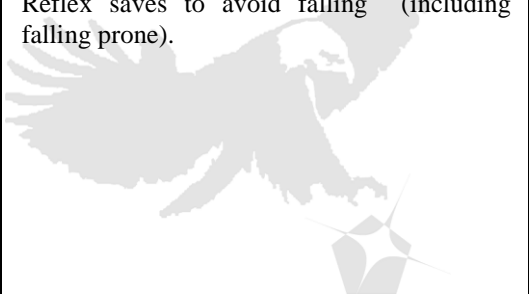 Reflex saves to avoid falling (including
falling prone).